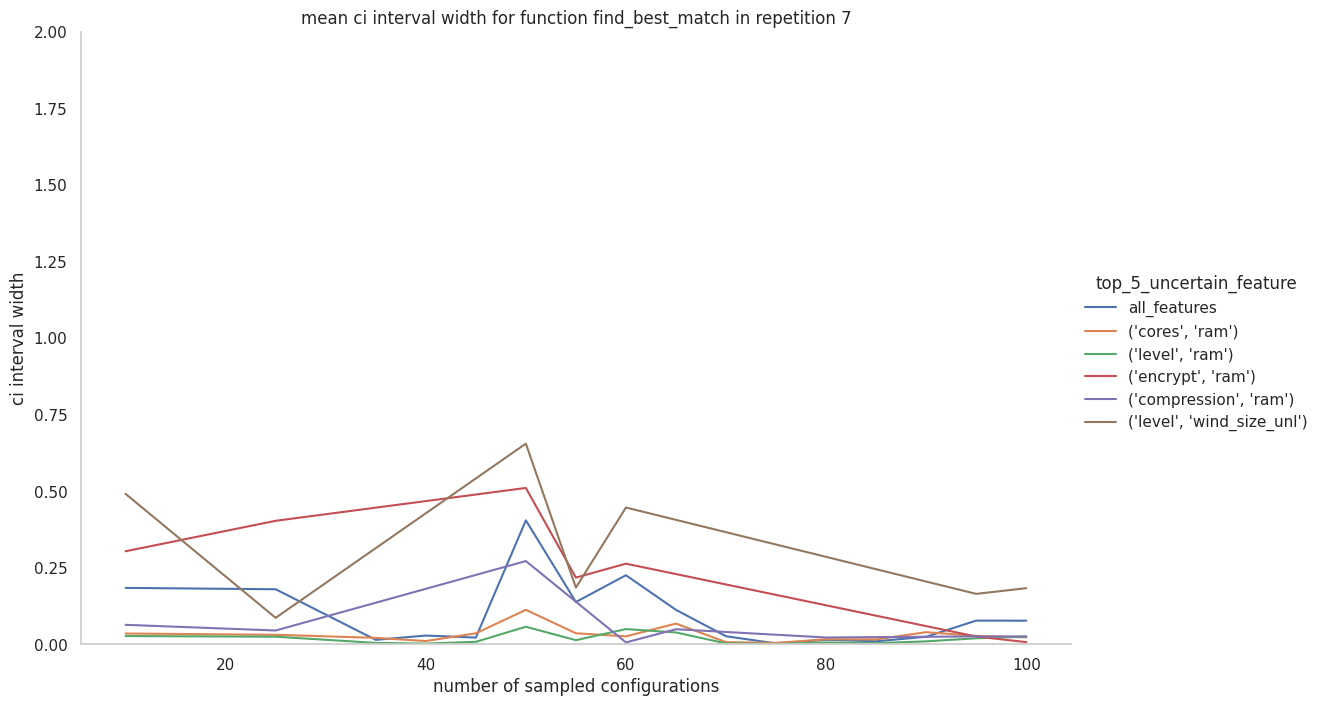 mean ci interval width for function find_best_match in repetition 7
2.00
1.75
1.50
1.25
1.00
0.75
0.50
0.25
0.00
ci interval width
20 40 60 80 100
number of sampled configurations
top_5_uncertain_feature
all_features
('cores', 'ram')
('level', 'ram')
('encrypt', 'ram')
('compression', 'ram')
('level', 'wind_size_unl')